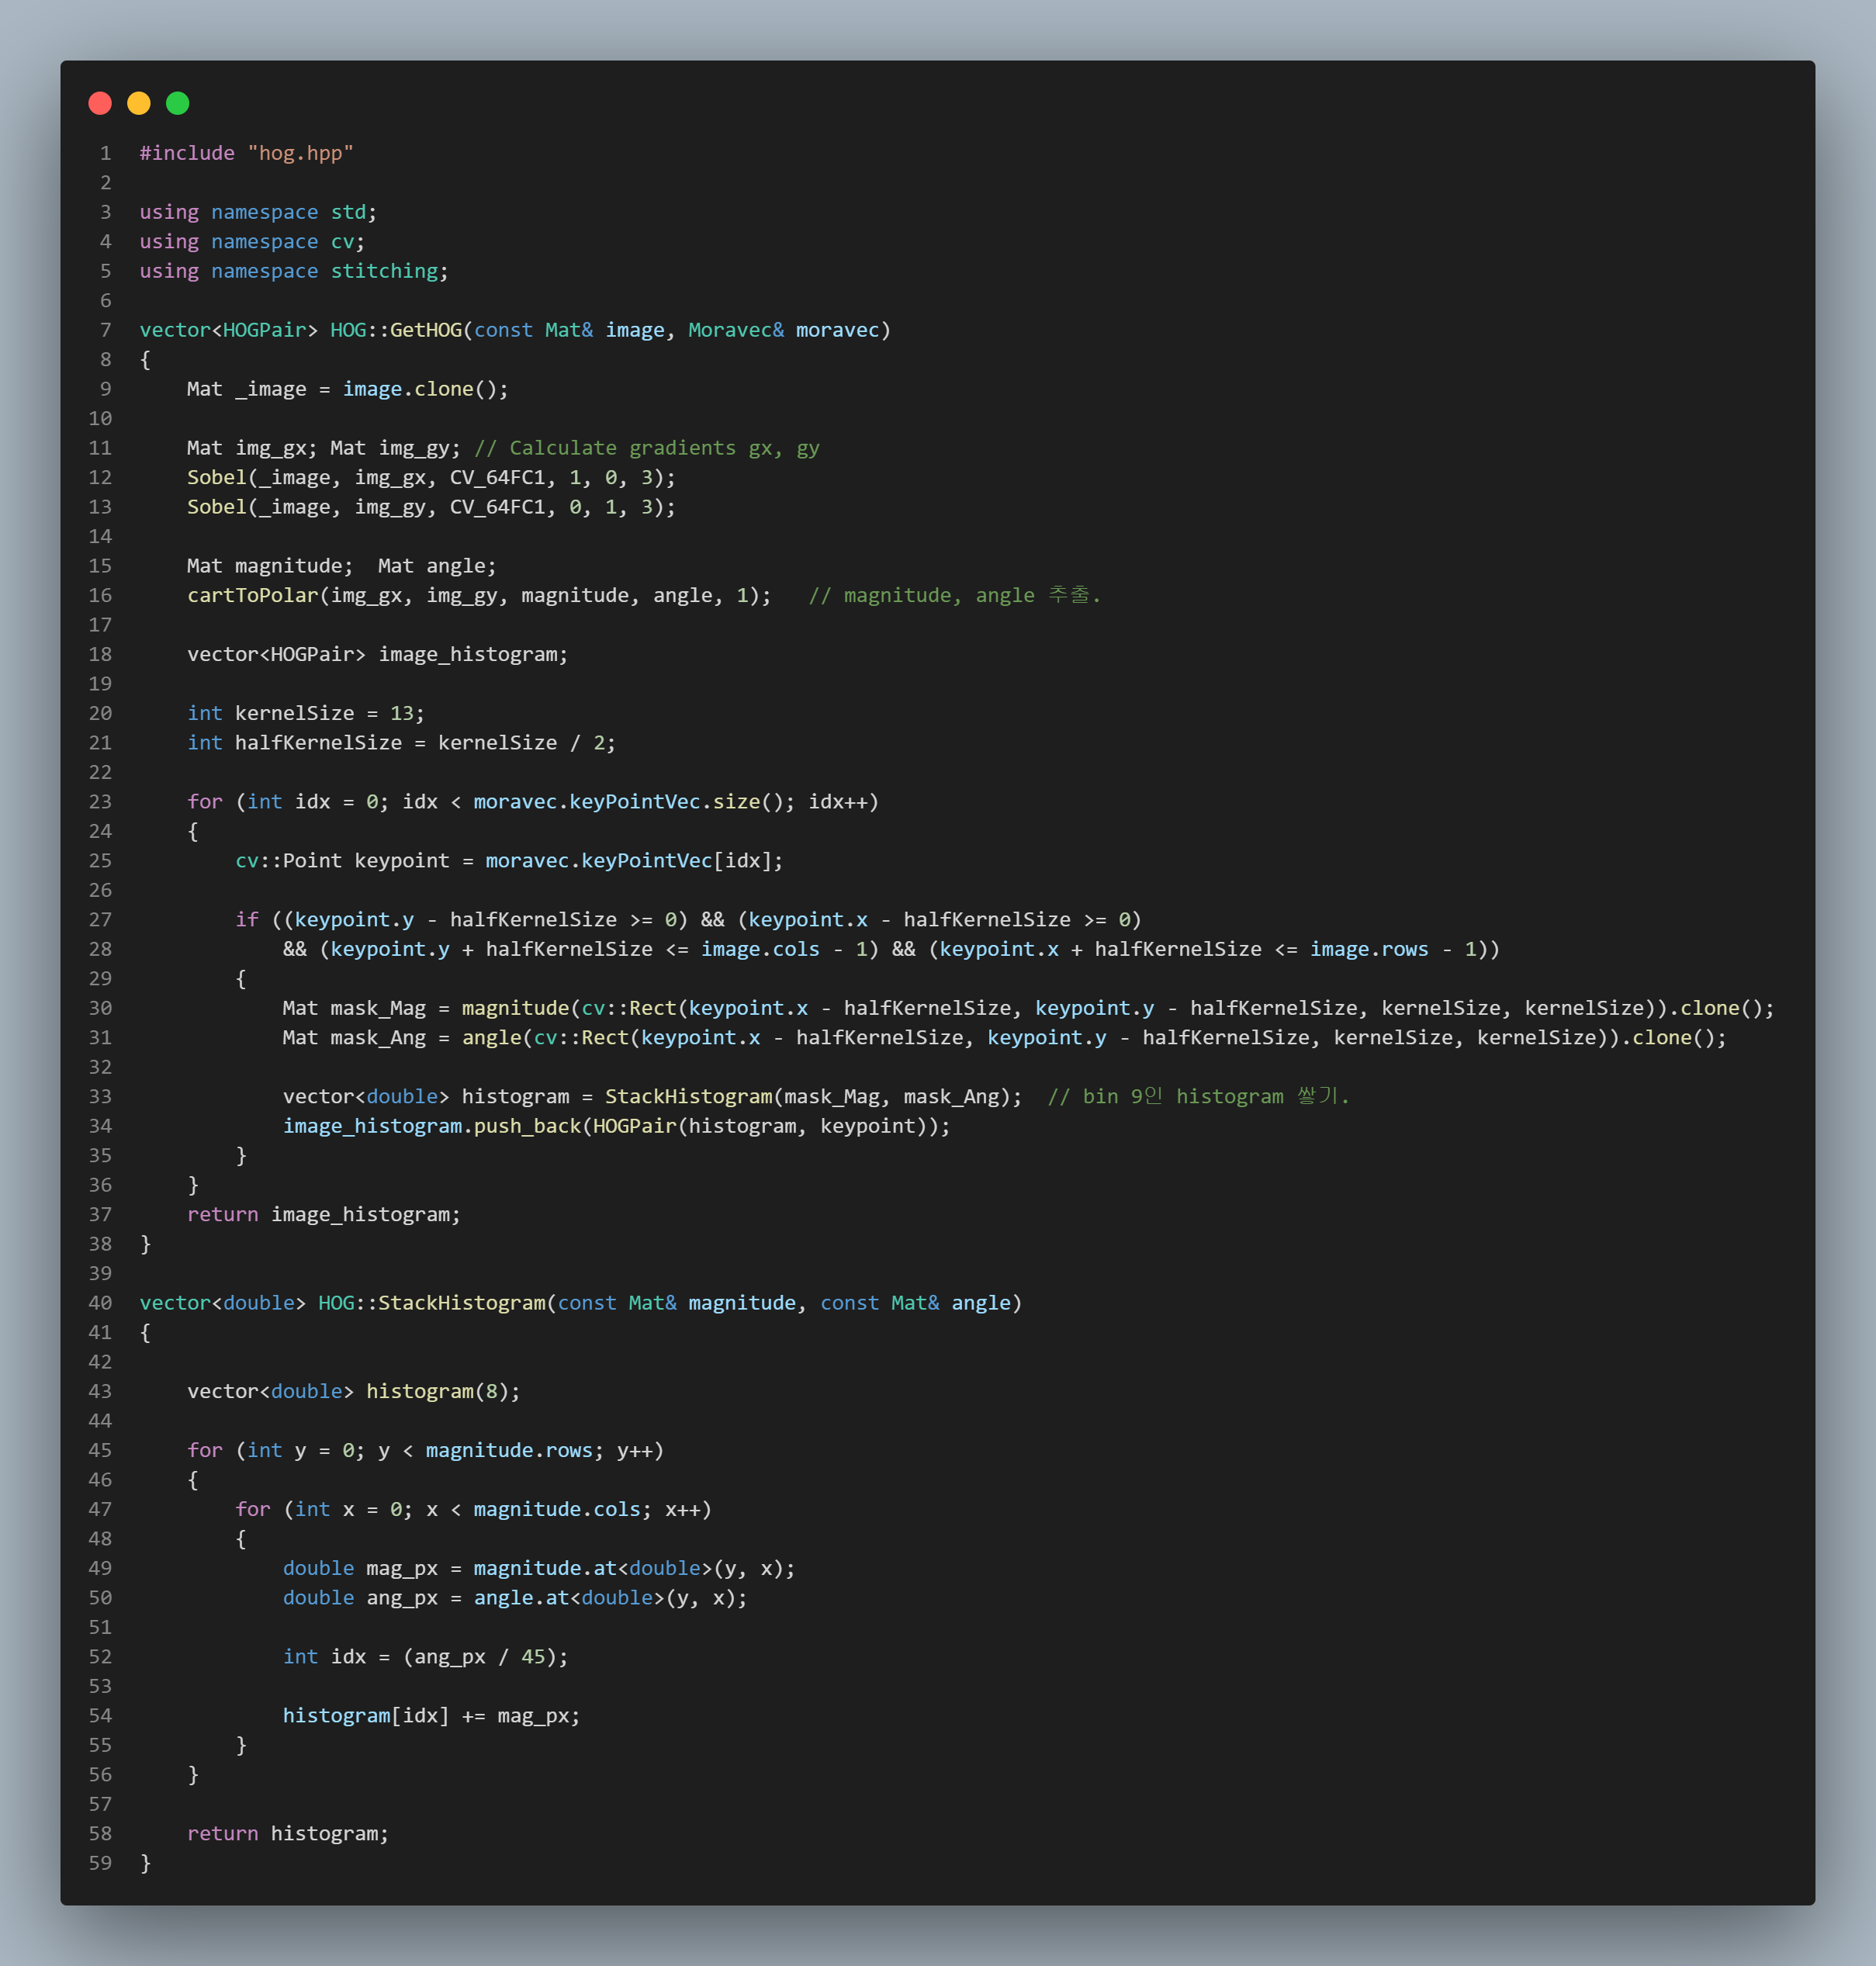 1 #include "hog.hpp"
2
3 using namespace std;
4 using namespace cv;
5 using namespace stitching;
6
7 vector<HOGPair> HOG::GetHOG(const Mat& image, Moravec& moravec)
8 {
9     Mat _image = image.clone();
10
11     Mat img_gx; Mat img_gy; // Calculate gradients gx, gy
12     Sobel(_image, img_gx, CV_64FC1, 1, 0, 3);
13     Sobel(_image, img_gy, CV_64FC1, 0, 1, 3);
14
15     Mat magnitude;  Mat angle;
16     cartToPolar(img_gx, img_gy, magnitude, angle, 1);   // magnitude, angle 추출.
17
18     vector<HOGPair> image_histogram;
19
20     int kernelSize = 13;
21     int halfKernelSize = kernelSize / 2;
22
23     for (int idx = 0; idx < moravec.keyPointVec.size(); idx++)
24     {
25         cv::Point keypoint = moravec.keyPointVec[idx];
26
27         if ((keypoint.y - halfKernelSize >= 0) && (keypoint.x - halfKernelSize >= 0)
28             && (keypoint.y + halfKernelSize <= image.cols - 1) && (keypoint.x + halfKernelSize <= image.rows - 1))
29         {
30             Mat mask_Mag = magnitude(cv::Rect(keypoint.x - halfKernelSize, keypoint.y - halfKernelSize, kernelSize, kernelSize)).clone();
31             Mat mask_Ang = angle(cv::Rect(keypoint.x - halfKernelSize, keypoint.y - halfKernelSize, kernelSize, kernelSize)).clone();
32
33             vector<double> histogram = StackHistogram(mask_Mag, mask_Ang);  // bin 9인 histogram 쌓기.
34             image_histogram.push_back(HOGPair(histogram, keypoint));
35         }
36     }
37     return image_histogram;
38 }
39
40 vector<double> HOG::StackHistogram(const Mat& magnitude, const Mat& angle)
41 {
42
43     vector<double> histogram(8);
44
45     for (int y = 0; y < magnitude.rows; y++)
46     {
47         for (int x = 0; x < magnitude.cols; x++)
48         {
49             double mag_px = magnitude.at<double>(y, x);
50             double ang_px = angle.at<double>(y, x);
51
52             int idx = (ang_px / 45);
53
54             histogram[idx] += mag_px;
55         }
56     }
57
58     return histogram;
59 }